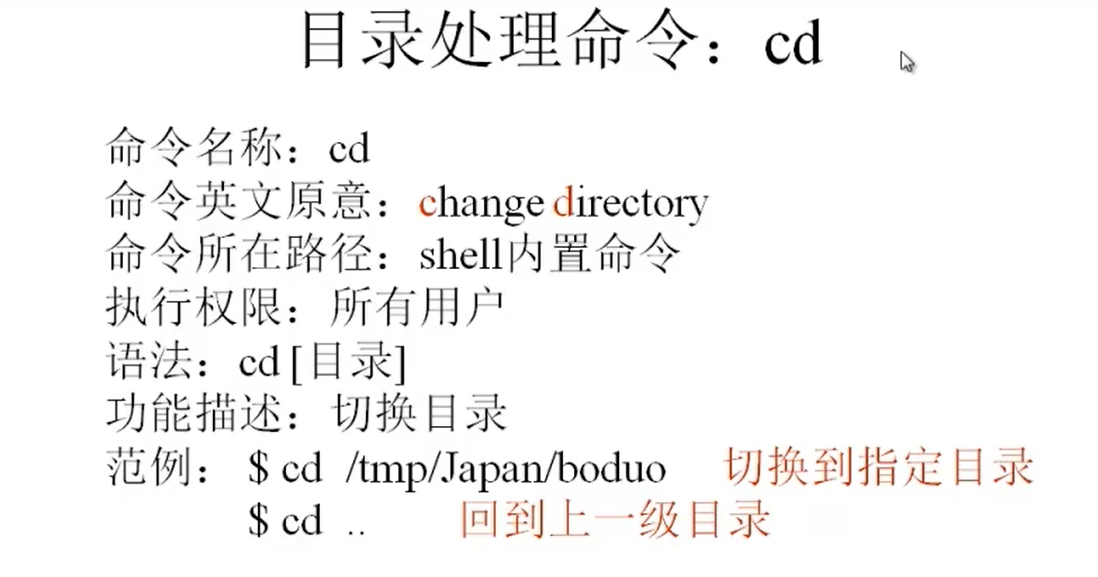 目录处理命令：cd
命令名称：cd
命令英文原意：change directory
命令所在路径：shell内置命令
执行权限：所有用户
语法：cd [目录]
功能描述：切换目录
范例： $ cd /tmp/Japan/boduo 切换到指定目录
$ cd .. 回到上一级目录